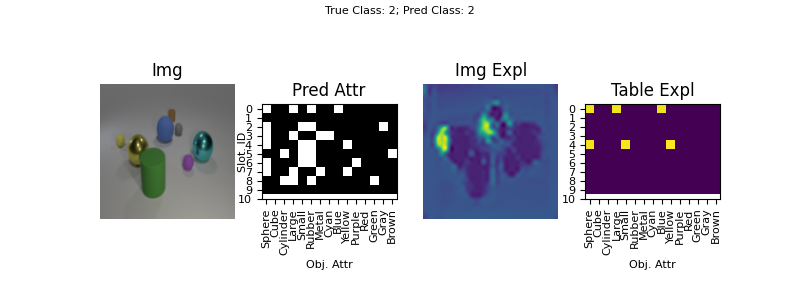 True Class: 2; Pred Class: 2
Img
Pred Attr
Img Expl
Table Expl
Slot. ID
0
1
2
3
4
5
6
7
8
9
10
0
1
2
3
4
5
6
7
8
9
10
Sphere
Cube
Cylinder
Large
Small
Rubber
Metal
Cyan
Blue
Yellow
Purple
Red
Green
Gray
Brown
Obj. Attr
Sphere
Cube
Cylinder
Large
Small
Rubber
Metal
Cyan
Blue
Yellow
Purple
Red
Green
Gray
Brown
Obj. Attr